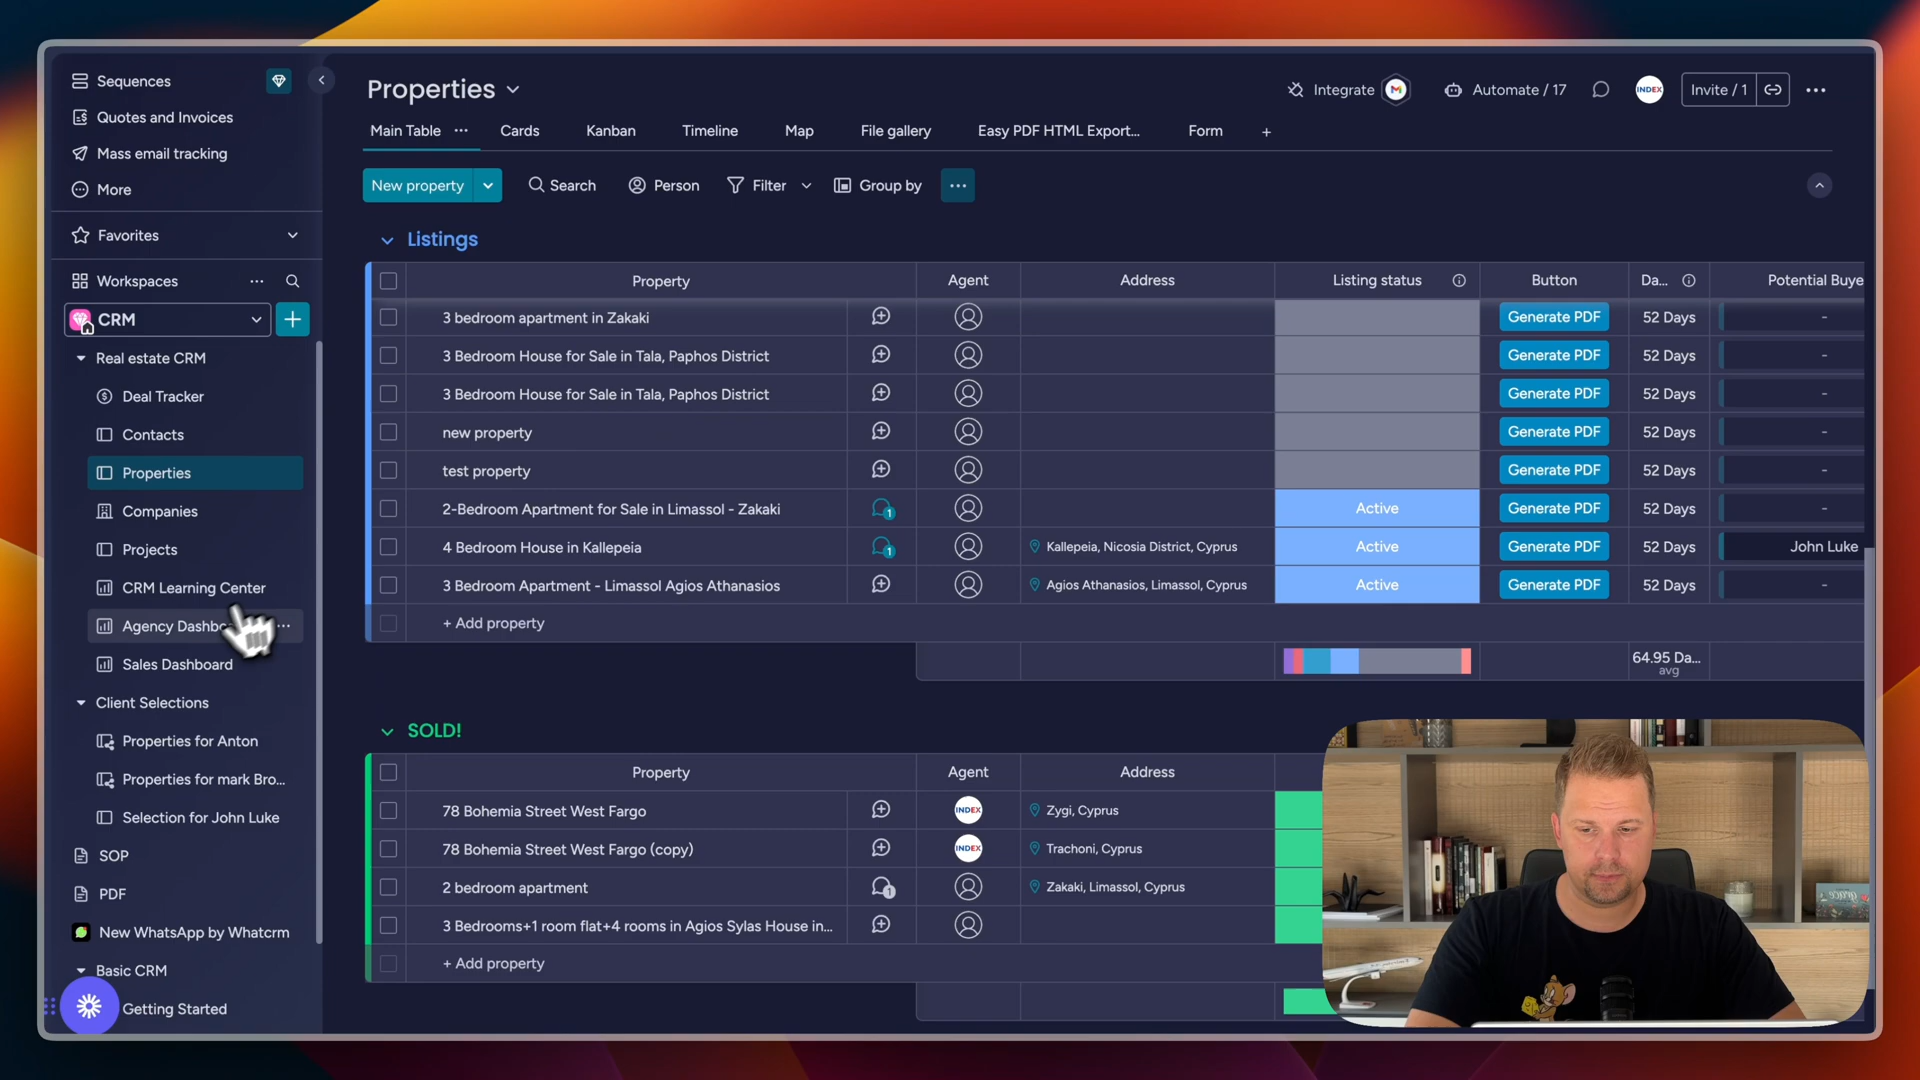 Sequences
Quotes and Invoices
Mass email tracking
More
Favorites
Workspaces
CRM
Real estate CRM
Deal Tracker
Contacts
Properties
Companies
Projects
CRM Learning Center
Agency Dashbo
Sales Dashboard
Client Selections
Properties for Anton
Properties for mark Bro...
Selection for John Luke
SOP
PDF
New WhatsApp by Whatcrm
Basic CRM
Getting Started
Properties
Integrate
Automate / 17
INDEX
Invite / 1
Main Table
Cards
Kanban
Timeline
Map
File gallery
Easy PDF HTML Export...
Form
New property
Search
Person
Filter
Group by
Listings
Property Agent Address Listing status Button Da... Potential Buye
3 bedroom apartment in Zakaki Generate PDF 52 Days -
3 Bedroom House for Sale in Tala, Paphos District Generate PDF 52 Days -
3 Bedroom House for Sale in Tala, Paphos District Generate PDF 52 Days -
new property Generate PDF 52 Days -
test property Generate PDF 52 Days -
2-Bedroom Apartment for Sale in Limassol - Zakaki 1 Active Generate PDF 52 Days -
4 Bedroom House in Kallepeia 1 Kallepeia, Nicosia District, Cyprus Active Generate PDF 52 Days John Luke
3 Bedroom Apartment - Limassol Agios Athanasios Agios Athanasios, Limassol, Cyprus Active Generate PDF 52 Days -
+ Add property
64.95 Da...
avg
SOLD!
Property Agent Address
78 Bohemia Street West Fargo INDEX Zygi, Cyprus
78 Bohemia Street West Fargo (copy) INDEX Trachoni, Cyprus
2 bedroom apartment 1 Zakaki, Limassol, Cyprus
3 Bedrooms+1 room flat+4 rooms in Agios Sylas House in...
+ Add property